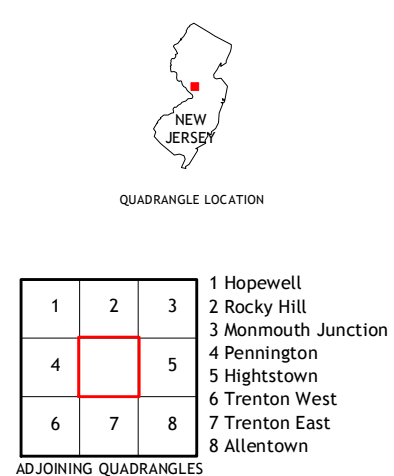 NEW
JERSEY
QUADRANGLE LOCATION
1 2 3
4 5
6 7 8
1 Hopewell
2 Rocky Hill
3 Monmouth Junction
4 Pennington
5 Hightstown
6 Trenton West
7 Trenton East
8 Allentown
ADJOINING QUADRANGLES